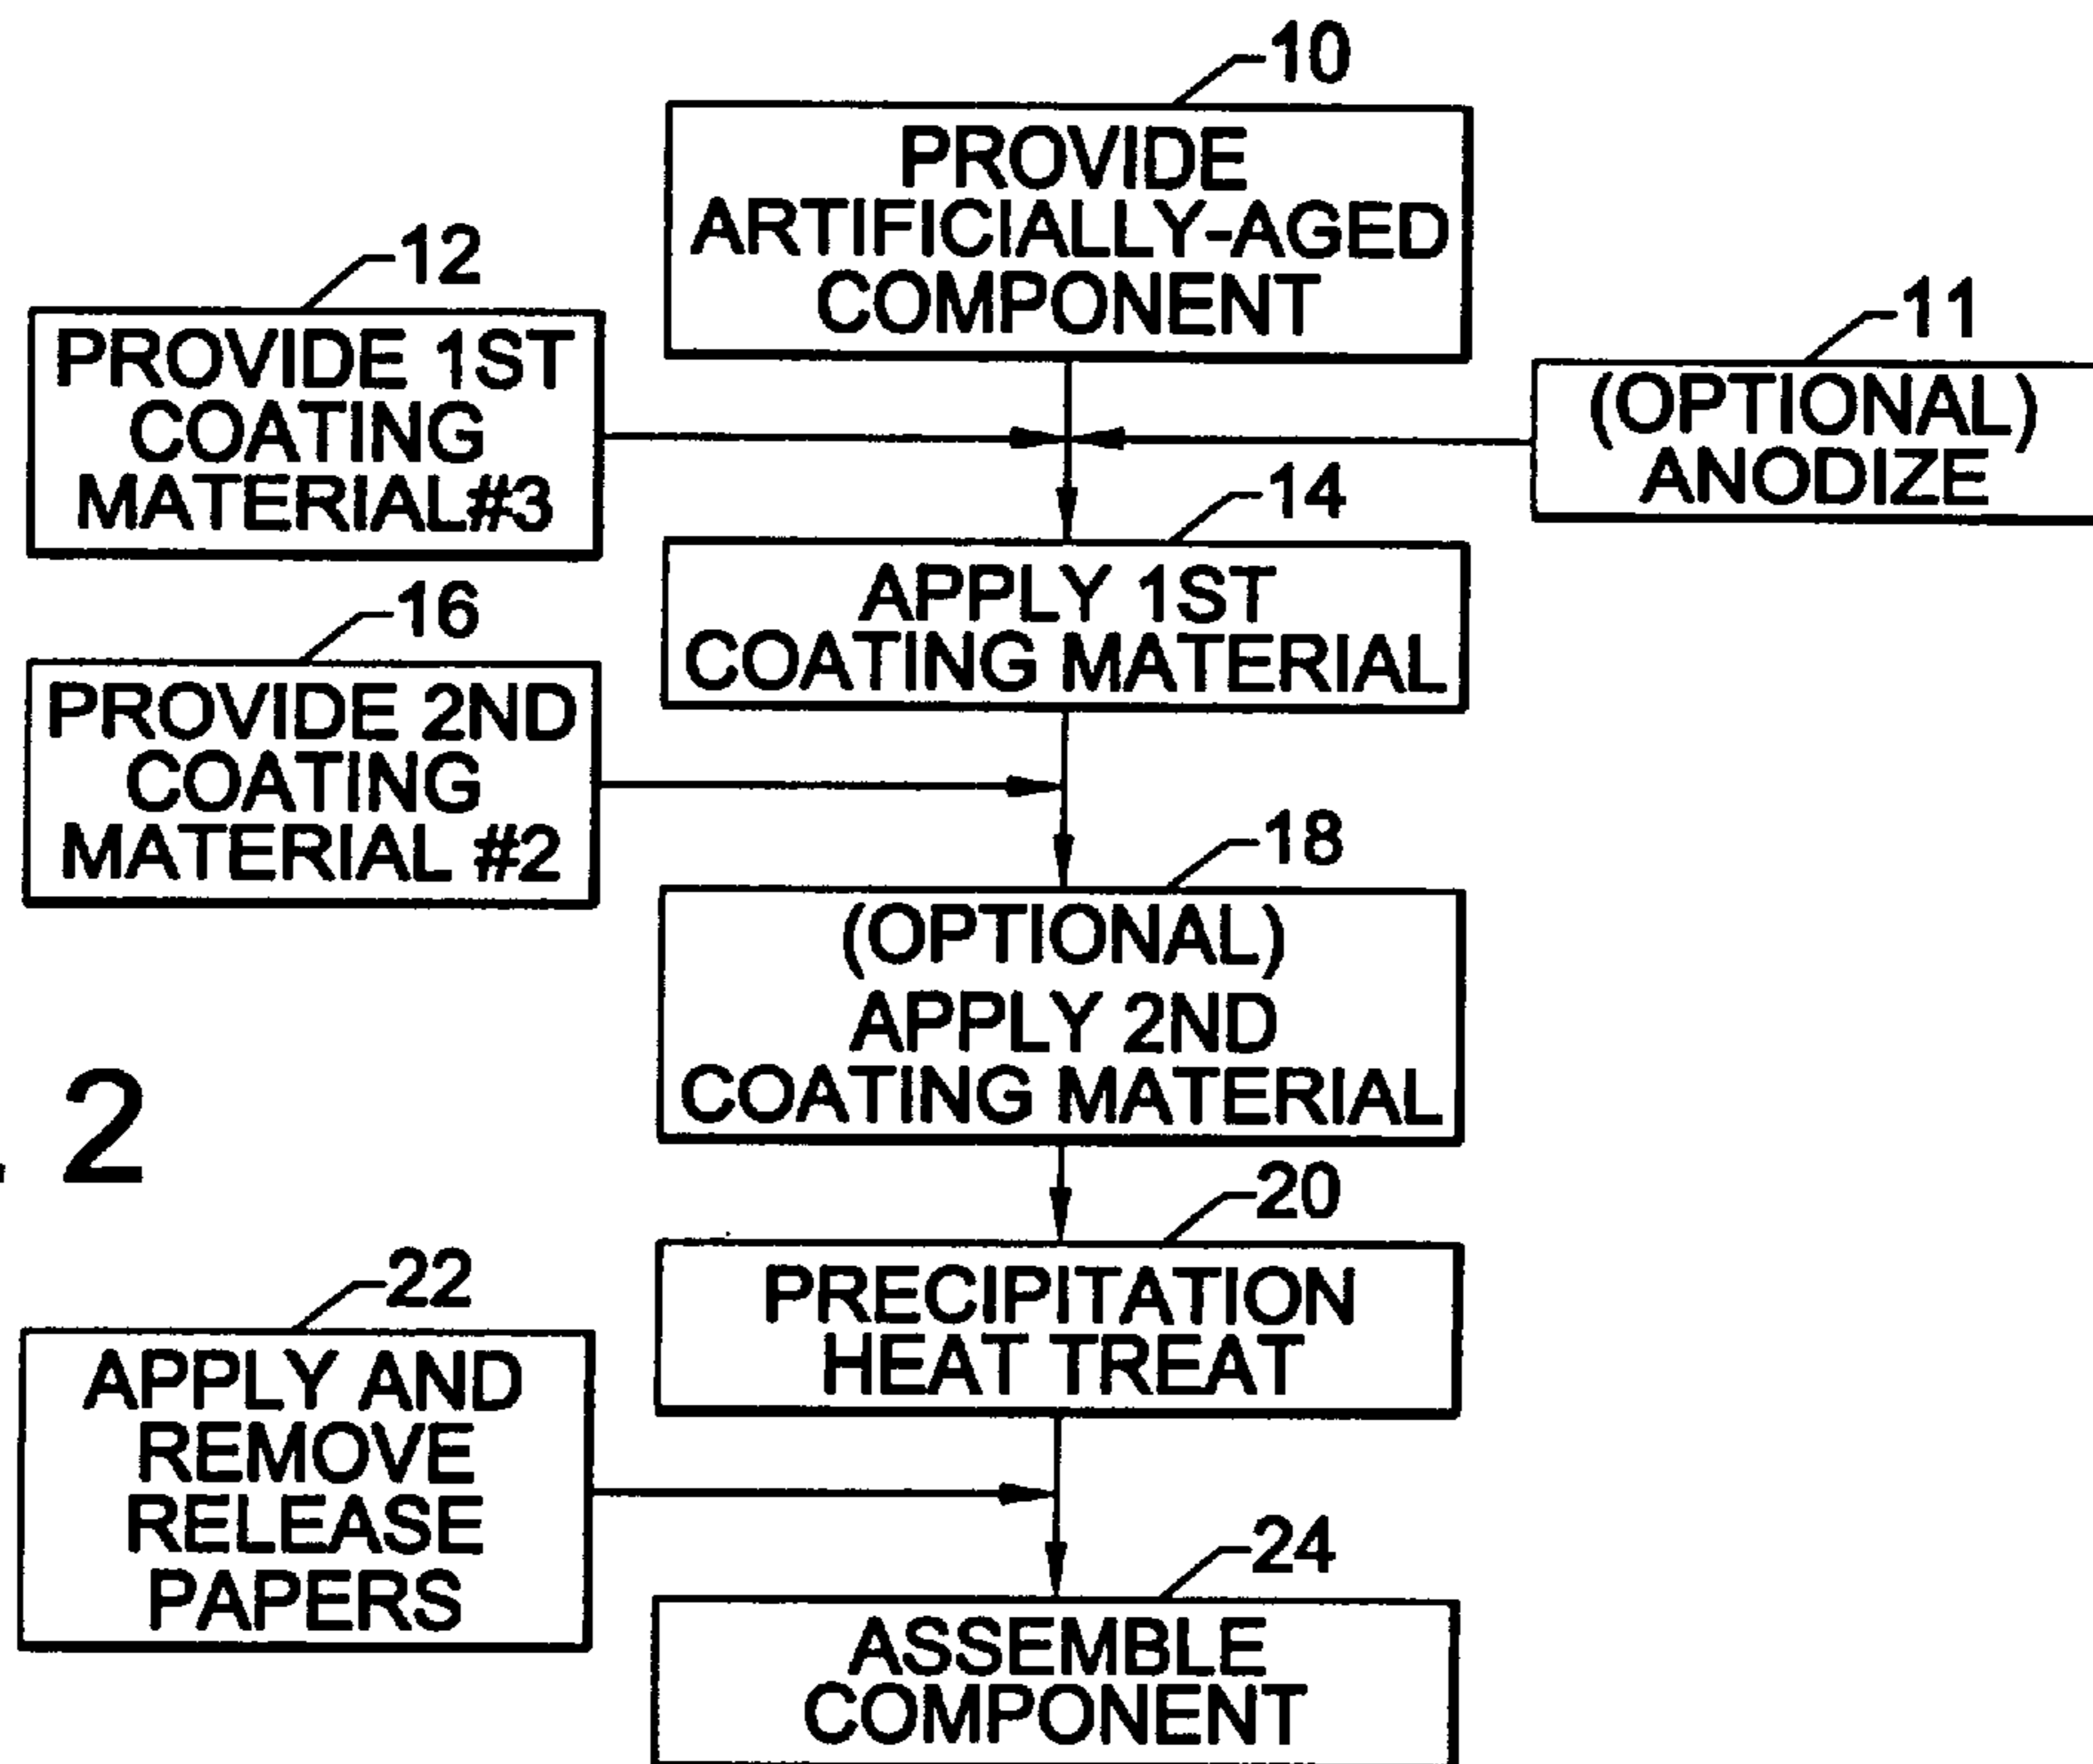 10
PROVIDE
ARTIFICIALLY-AGED
COMPONENT
12
PROVIDE 1ST
COATING
MATERIAL#3
11
(OPTIONAL)
ANODIZE
14
APPLY 1ST
COATING MATERIAL
16
PROVIDE 2ND
COATING
MATERIAL #2
18
(OPTIONAL)
APPLY 2ND
COATING MATERIAL
2
20
PRECIPITATION
HEAT TREAT
22
APPLY AND
REMOVE
RELEASE
PAPERS
24
ASSEMBLE
COMPONENT